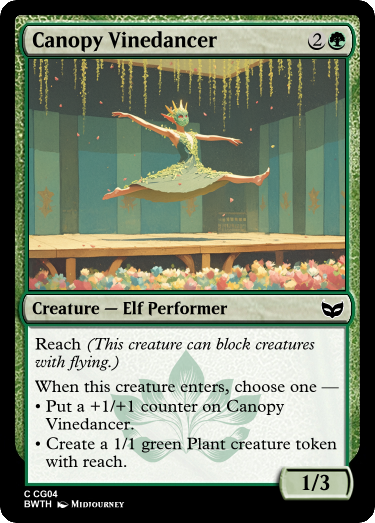 Canopy Vinedancer 2
Creature — Elf Performer
Reach (This creature can block creatures
with flying.)
When this creature enters, choose one —
• Put a +1/+1 counter on Canopy
Vinedancer.
• Create a 1/1 green Plant creature token
with reach.
1/3
C CG04
BWTH Midjourney